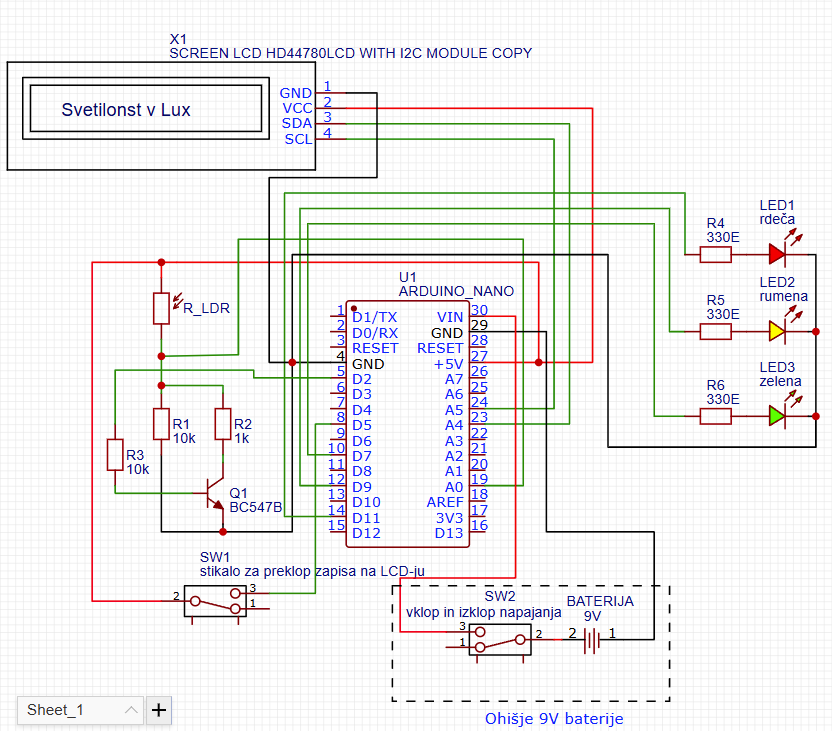 X1
SCREEN LCD HD44780LCD WITH I2C MODULE COPY
Svetilonst v Lux
GND 1
VCC 2
SDA 3
SCL 4
LED1
rdeča
R4
330E
LED2
rumena
R5
330E
LED3
zelena
R6
330E
R_LDR
R1
10k
R2
1k
R3
10k
Q1
BC547B
U1
ARDUINO_NANO
1 D1/TX VIN 30
2 D0/RX GND 29
3 RESET RESET 28
4 GND +5V 27
5 D2 A7 26
6 D3 A6 25
7 D4 A5 24
8 D5 A4 23
9 D6 A3 22
10 D7 A2 21
11 D8 A1 20
12 D9 A0 19
13 D10 AREF 18
14 D11 3V3 17
15 D12 D13 16
SW1
stikalo za preklop zapisa na LCD-ju
2 3
1
SW2
vklop in izklop napajanja
3
1 2
BATERIJA
9V
2 1
Ohišje 9V baterije
Sheet_1
+